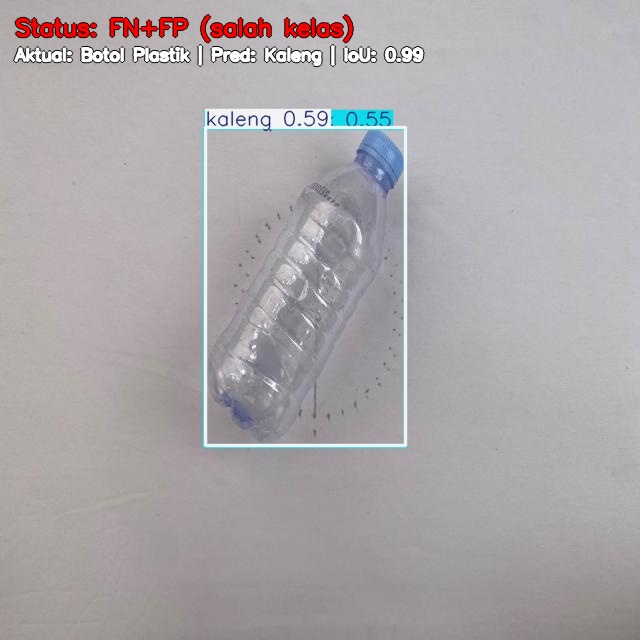 Status: FN+FP (salah kelas)
Aktual: Botol Plastik | Pred: Kaleng | IoU: 0.99
kaleng 0.59: 0.55